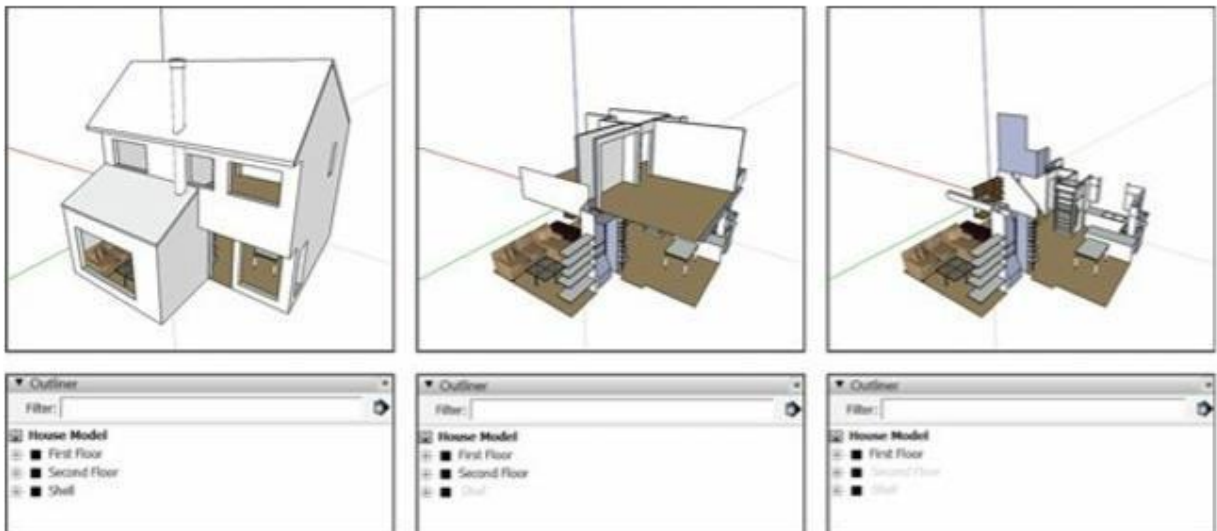 Outliner
Filter:
House Model
First Floor
Second Floor
Shell
Outliner
Filter:
House Model
First Floor
Second Floor
Shell
Outliner
Filter:
House Model
First Floor
Second Floor
Shell